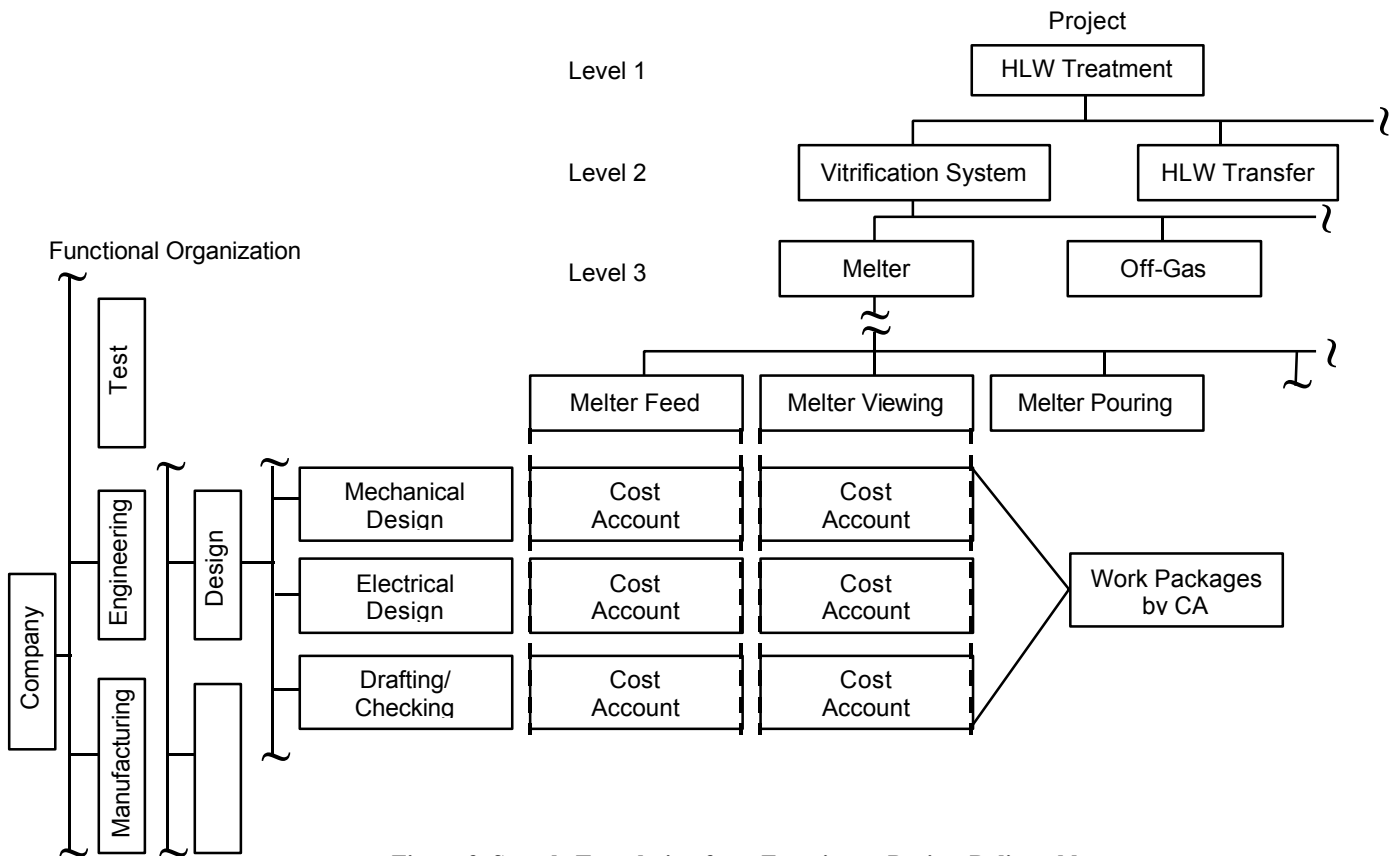 Project
Level 1
HLW Treatment
Level 2
Vitrification System
HLW Transfer
Functional Organization
Level 3
Melter
Off-Gas
Test
Melter Feed
Melter Viewing
Melter Pouring
Company
Engineering
Manufacturing
Design
Mechanical
Design
Cost
Account
Cost
Account
Electrical
Design
Cost
Account
Cost
Account
Work Packages
by CA
Drafting/
Checking
Cost
Account
Cost
Account